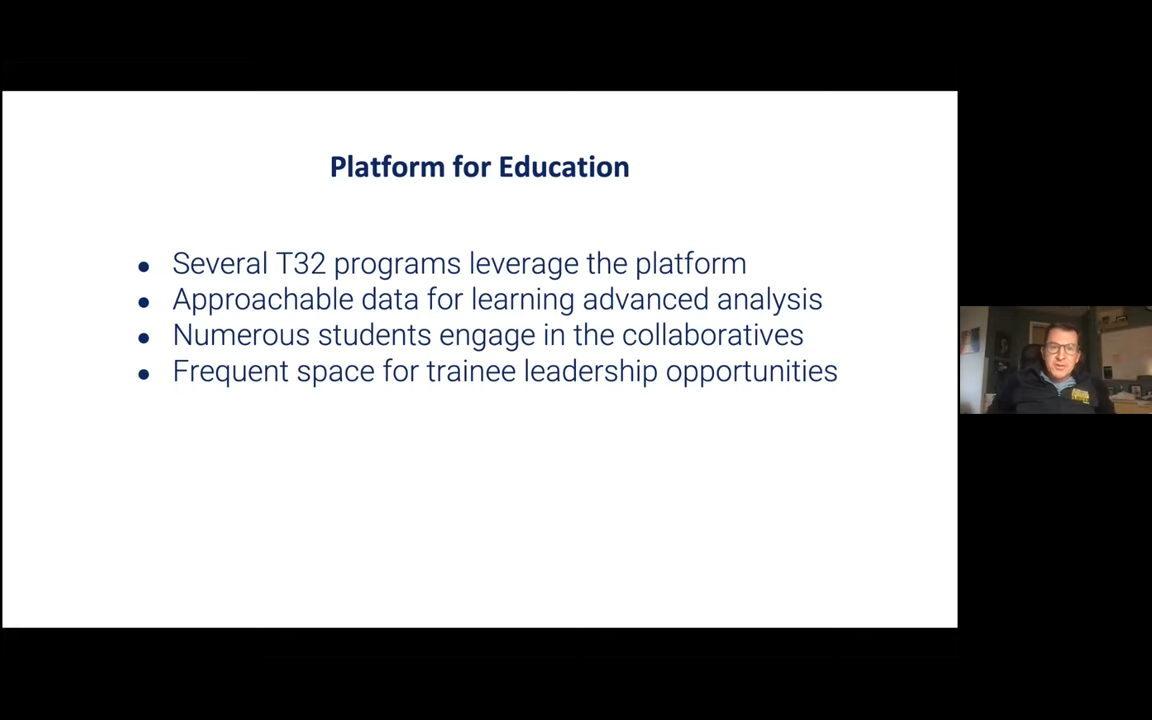 Platform for Education
● Several T32 programs leverage the platform
● Approachable data for learning advanced analysis
● Numerous students engage in the collaboratives
● Frequent space for trainee leadership opportunities